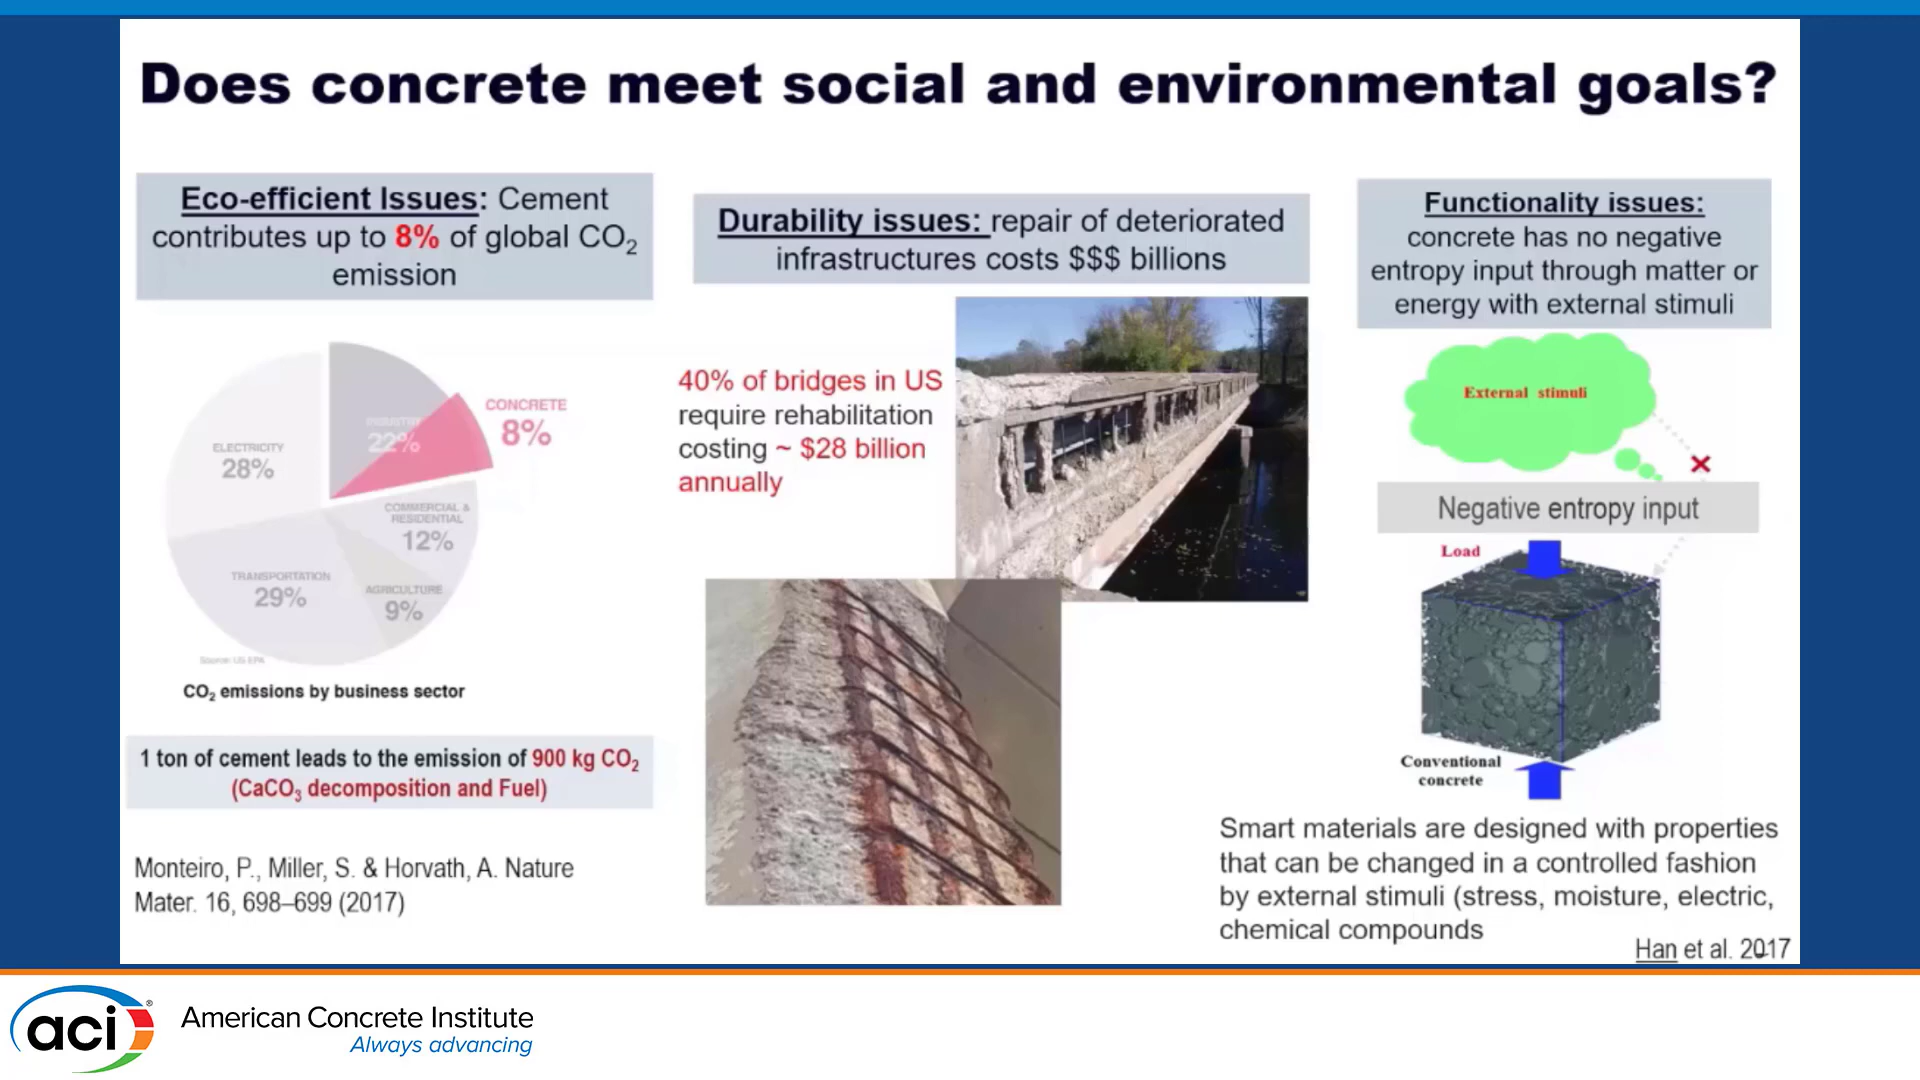 Does concrete meet social and environmental goals?
Eco-efficient Issues: Cement
contributes up to 8% of global CO2
emission
ELECTRICITY
28%
INDUSTRY
22%
CONCRETE
8%
COMMERCIAL &
RESIDENTIAL
12%
TRANSPORTATION
29%
AGRICULTURE
9%
Source: US EPA
CO2 emissions by business sector
1 ton of cement leads to the emission of 900 kg CO2
(CaCO3 decomposition and Fuel)
Monteiro, P., Miller, S. & Horvath, A. Nature
Mater. 16, 698–699 (2017)
Durability issues: repair of deteriorated
infrastructures costs $$$ billions
40% of bridges in US
require rehabilitation
costing ~ $28 billion
annually
Functionality issues:
concrete has no negative
entropy input through matter or
energy with external stimuli
External stimuli
Negative entropy input
Load
Conventional
concrete
Smart materials are designed with properties
that can be changed in a controlled fashion
by external stimuli (stress, moisture, electric,
chemical compounds
Han et al. 2017
aci®
American Concrete Institute
Always advancing